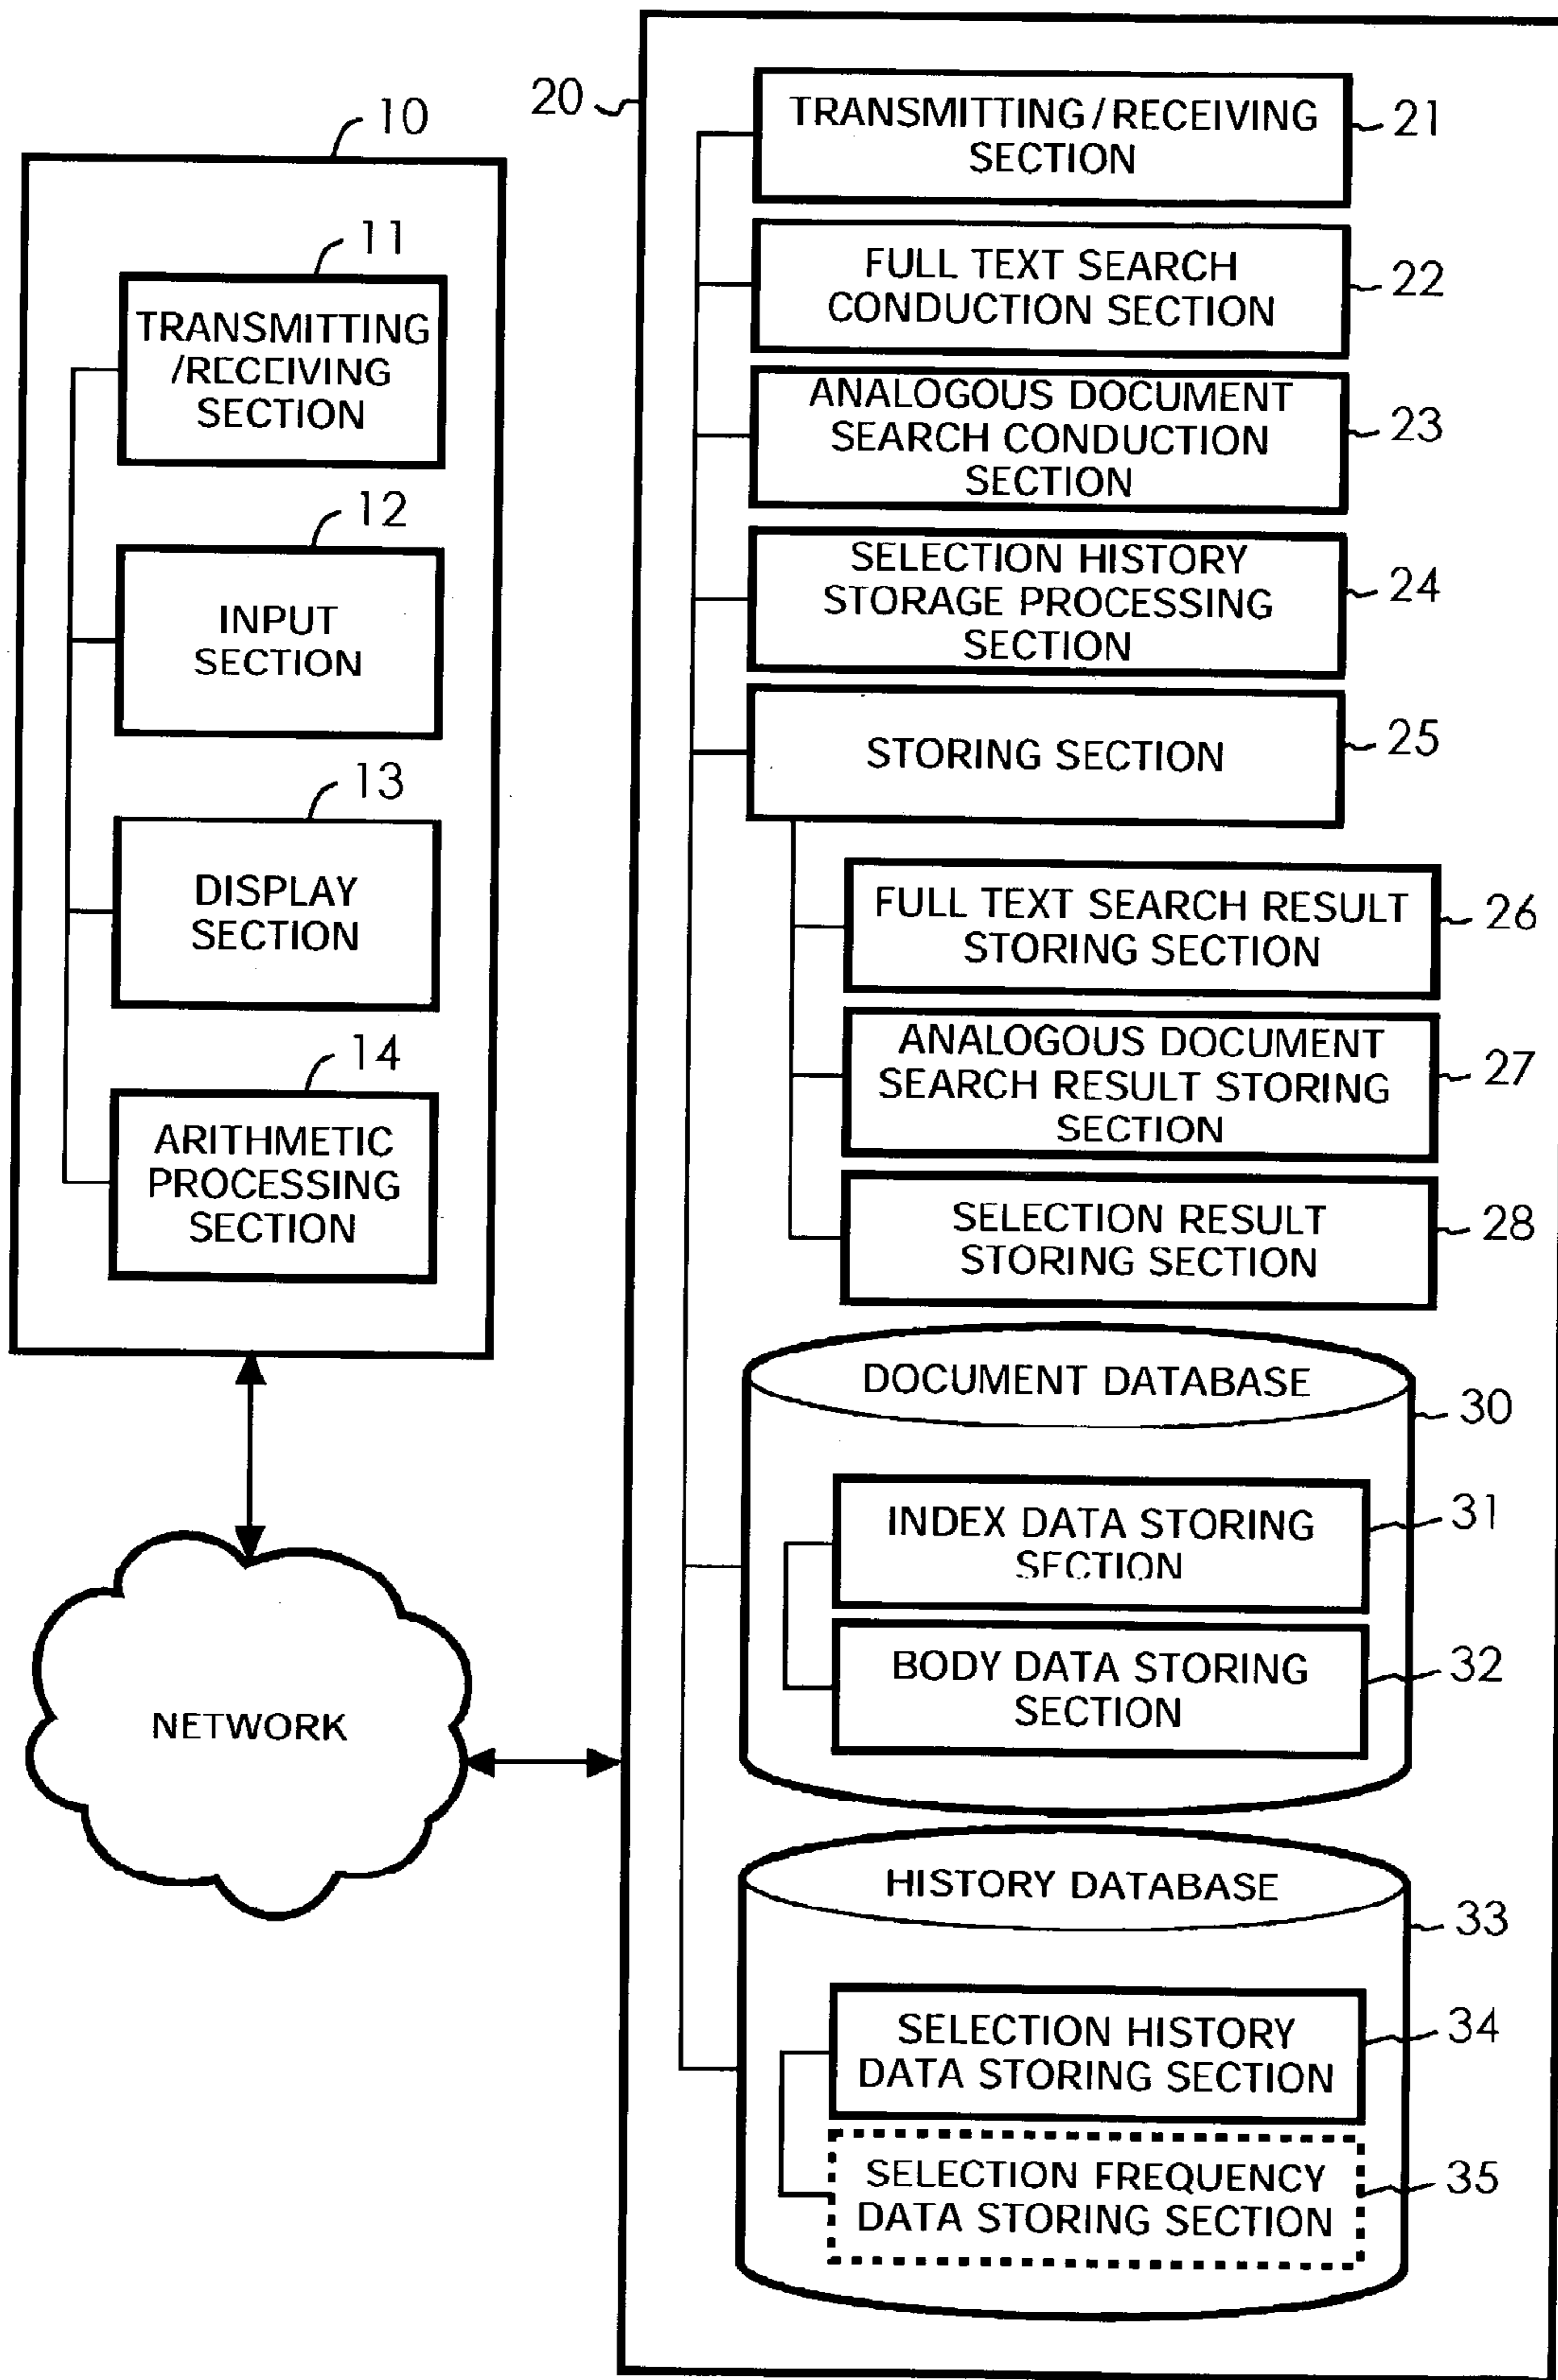 10
11
TRANSMITTING
/RECEIVING
SECTION
12
INPUT
SECTION
13
DISPLAY
SECTION
14
ARITHMETIC
PROCESSING
SECTION
NETWORK
20
TRANSMITTING/RECEIVING
SECTION
21
FULL TEXT SEARCH
CONDUCTION SECTION
22
ANALOGOUS DOCUMENT
SEARCH CONDUCTION
SECTION
23
SELECTION HISTORY
STORAGE PROCESSING
SECTION
24
STORING SECTION
25
FULL TEXT SEARCH RESULT
STORING SECTION
26
ANALOGOUS DOCUMENT
SEARCH RESULT STORING
SECTION
27
SELECTION RESULT
STORING SECTION
28
DOCUMENT DATABASE
30
INDEX DATA STORING
SECTION
31
BODY DATA STORING
SECTION
32
HISTORY DATABASE
33
SELECTION HISTORY
DATA STORING SECTION
34
SELECTION FREQUENCY
DATA STORING SECTION
35